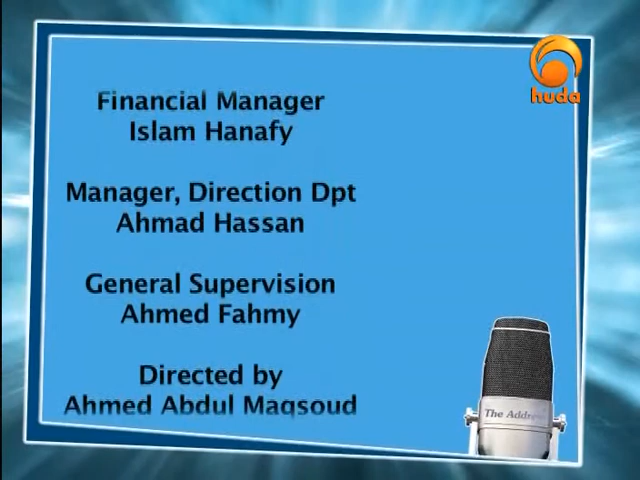 huda
Financial Manager
Islam Hanafy
Manager, Direction Dpt
Ahmad Hassan
General Supervision
Ahmed Fahmy
Directed by
Ahmed Abdul Maqsoud
The Address